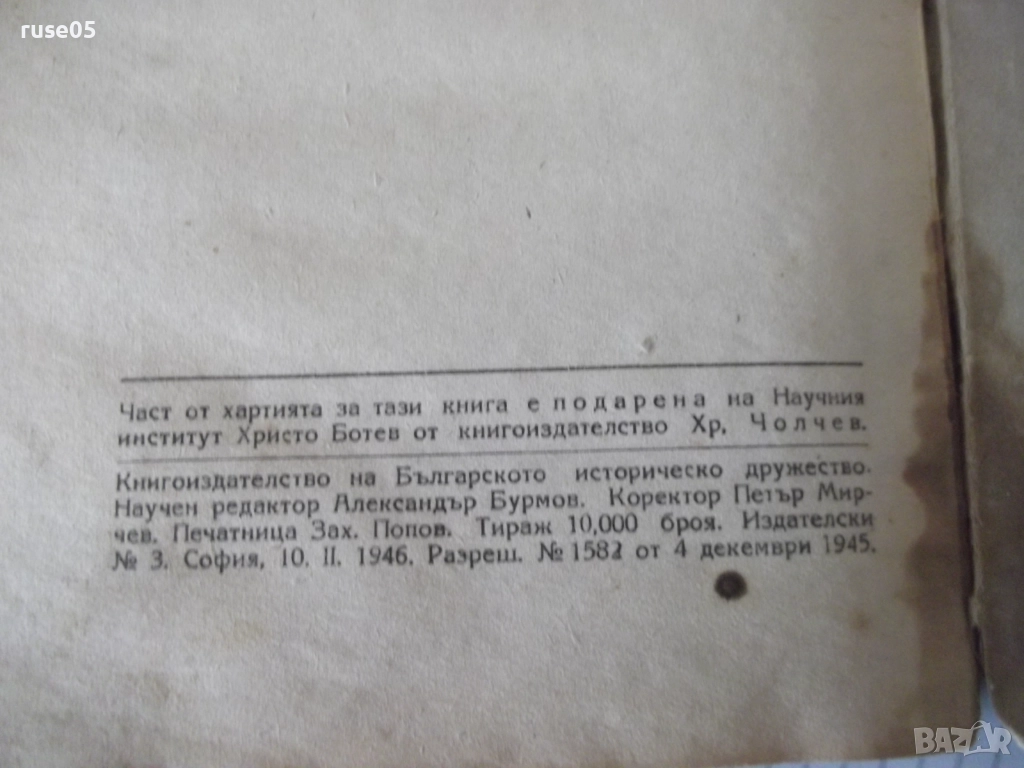 ruse05
Част от хартията за тази книга е подарена на Научния
институт Христо Ботев от книгоиздателство Хр. Чолчев.
Книгоиздателство на Българското историческо дружество.
Научен редактор Александър Бурмов. Коректор Петър Мир-
чев. Печатница Зах. Попов. Тираж 10,000 броя. Издателски
№ 3. София, 10. II. 1946. Разреш. № 1582 от 4 декември 1945.
BAZAR